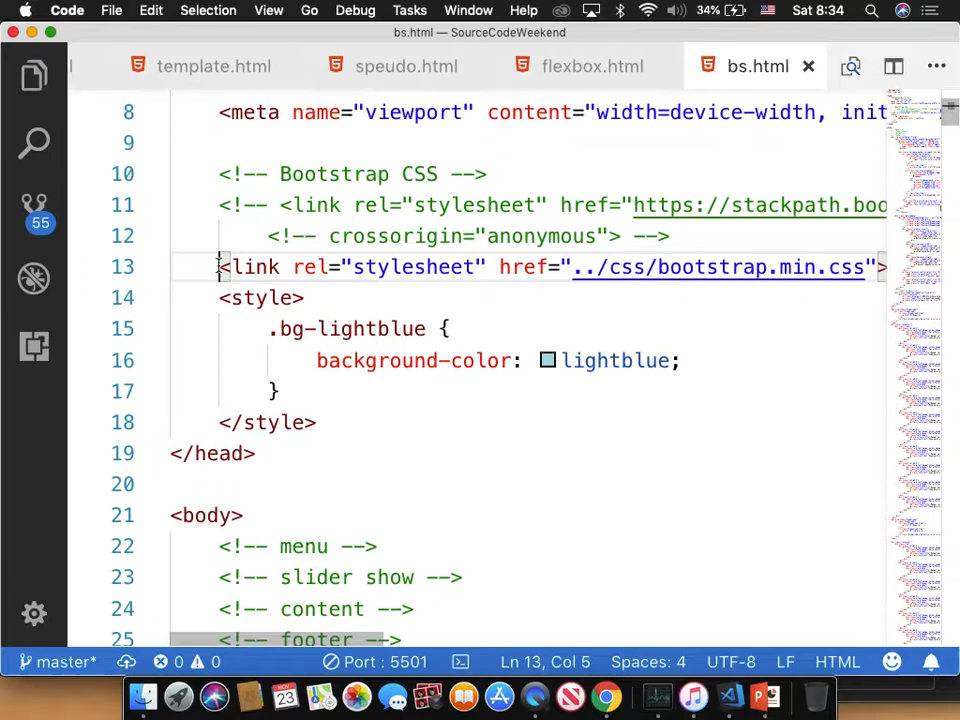 Code File Edit Selection View Go Debug Tasks Window Help 34% Sat 8:34
bs.html — SourceCodeWeekend
template.html speudo.html flexbox.html bs.html
8 <meta name="viewport" content="width=device-width, init
9
10 <!-- Bootstrap CSS -->
11 <!-- <link rel="stylesheet" href="https://stackpath.boo
12 <!-- crossorigin="anonymous"> -->
13 <link rel="stylesheet" href="../css/bootstrap.min.css">
14 <style>
15 .bg-lightblue {
16 background-color: lightblue;
17 }
18 </style>
19 </head>
20
21 <body>
22 <!-- menu -->
23 <!-- slider show -->
24 <!-- content -->
25 <!-- footer -->
55
master* 0 0 Port : 5501 Ln 13, Col 5 Spaces: 4 UTF-8 LF HTML
23